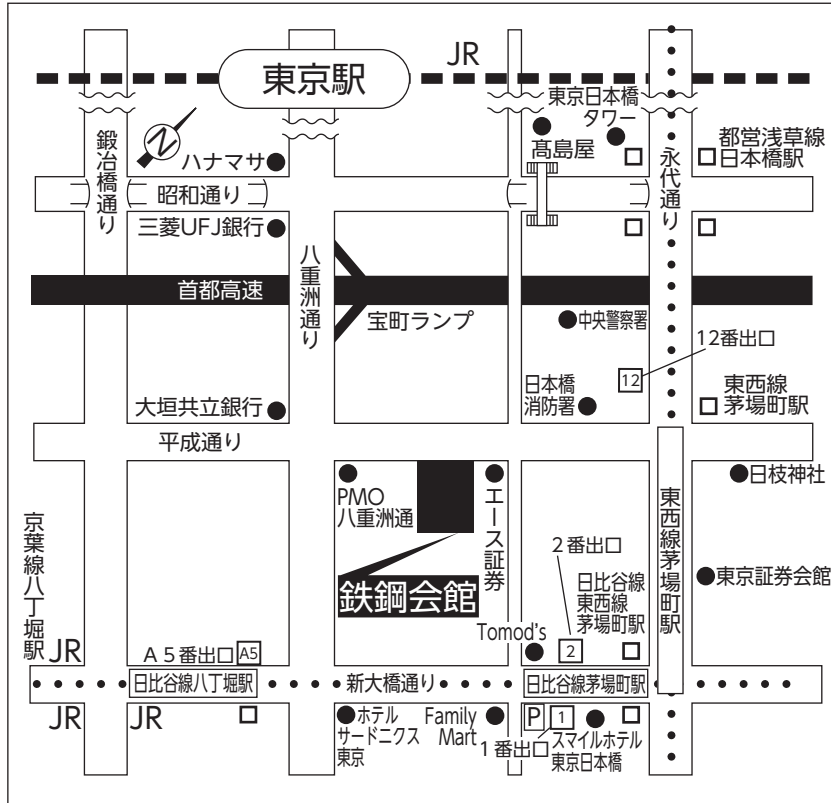 JR
東京駅
東京日本橋
タワー
髙島屋
都営浅草線
日本橋駅
鍛冶橋通り
N
ハナマサ
永代通り
昭和通り
三菱UFJ銀行
八重洲通り
首都高速
宝町ランプ
中央警察署
12番出口
12
日本橋
消防署
東西線
茅場町駅
大垣共立銀行
平成通り
PMO
八重洲通
エース証券
日枝神社
東西線茅場町駅
京葉線八丁堀駅
2番出口
日比谷線
東西線
茅場町駅
東京証券会館
鉄鋼会館
Tomod's
2
JR
A5番出口
A5
日比谷線八丁堀駅
新大橋通り
日比谷線茅場町駅
JR
JR
ホテル
サードニクス
東京
Family
Mart
P
1
1番出口
スマイルホテル
東京日本橋